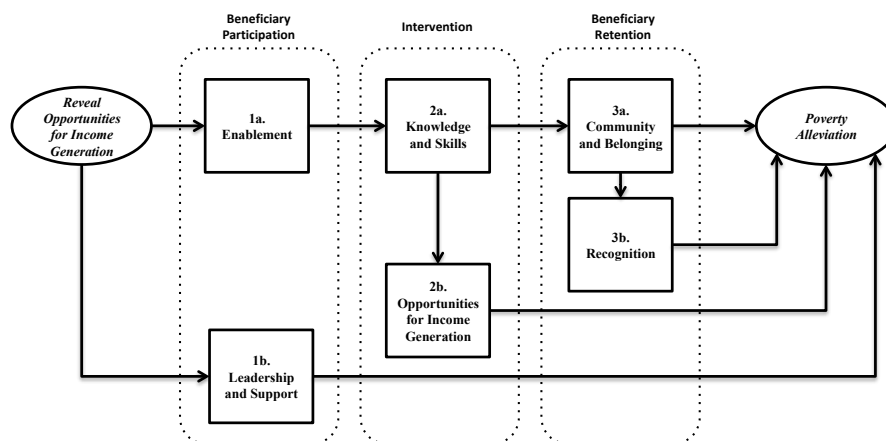 Beneficiary
Participation
Intervention
Beneficiary
Retention
Reveal
Opportunities
for Income
Generation
1a.
Enablement
2a.
Knowledge
and Skills
3a.
Community
and Belonging
Poverty
Alleviation
3b.
Recognition
2b.
Opportunities
for Income
Generation
1b.
Leadership
and Support